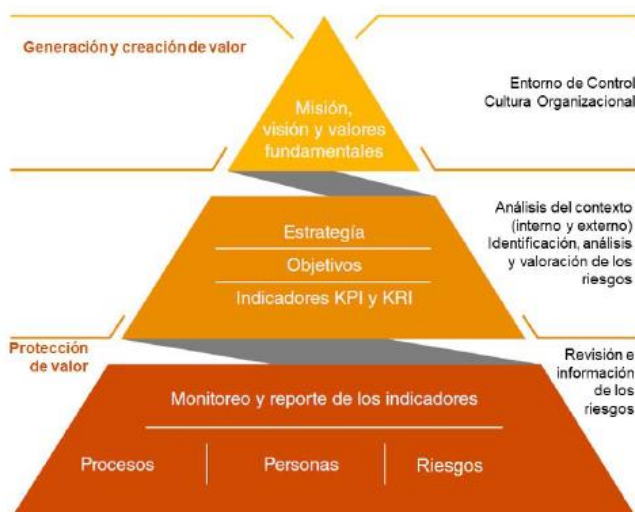 Generación y creación de valor
Misión,
visión y valores
fundamentales
Entorno de Control
Cultura Organizacional
Estrategía
Objetivos
Indicadores KPI y KRI
Análisis del contexto
(interno y externo)
Identificación, análisis
y valoración de los
riesgos
Protección
de valor
Monitoreo y reporte de los indicadores
Procesos
Personas
Riesgos
Revisión e
información
de los
riesgos